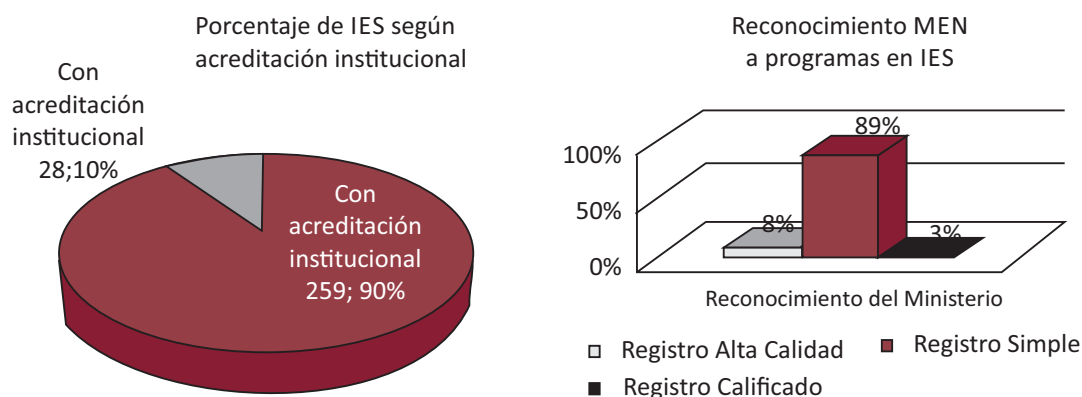 Porcentaje de IES según
acreditación institucional
Con
acreditación
institucional
28;10%
Con
acreditación
institucional
259; 90%
Reconocimiento MEN
a programas en IES
89%
100%
50%
8%
3%
0%
Reconocimiento del Ministerio
Registro Alta Calidad
Registro Simple
Registro Calificado